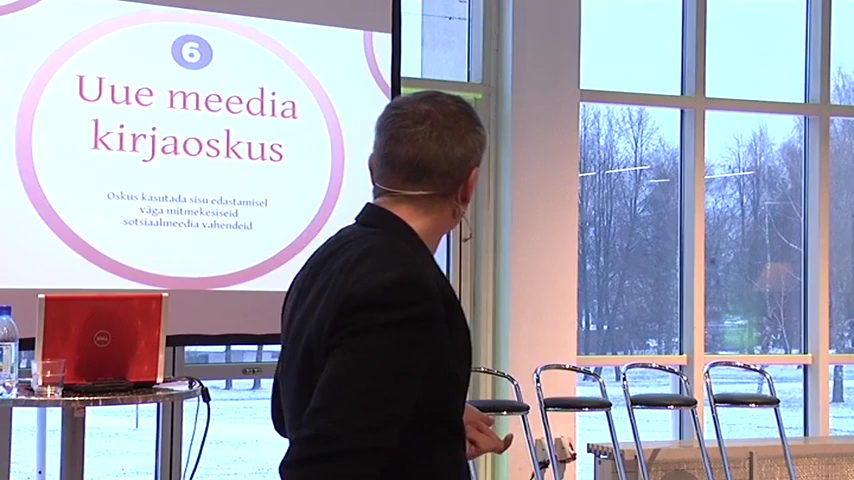 6
Uue meedia
kirjaoskus
Oskus kasutada sisu edastamisel
väga mitmekesiseid
sotsiaalmeedia vahendeid
DELL